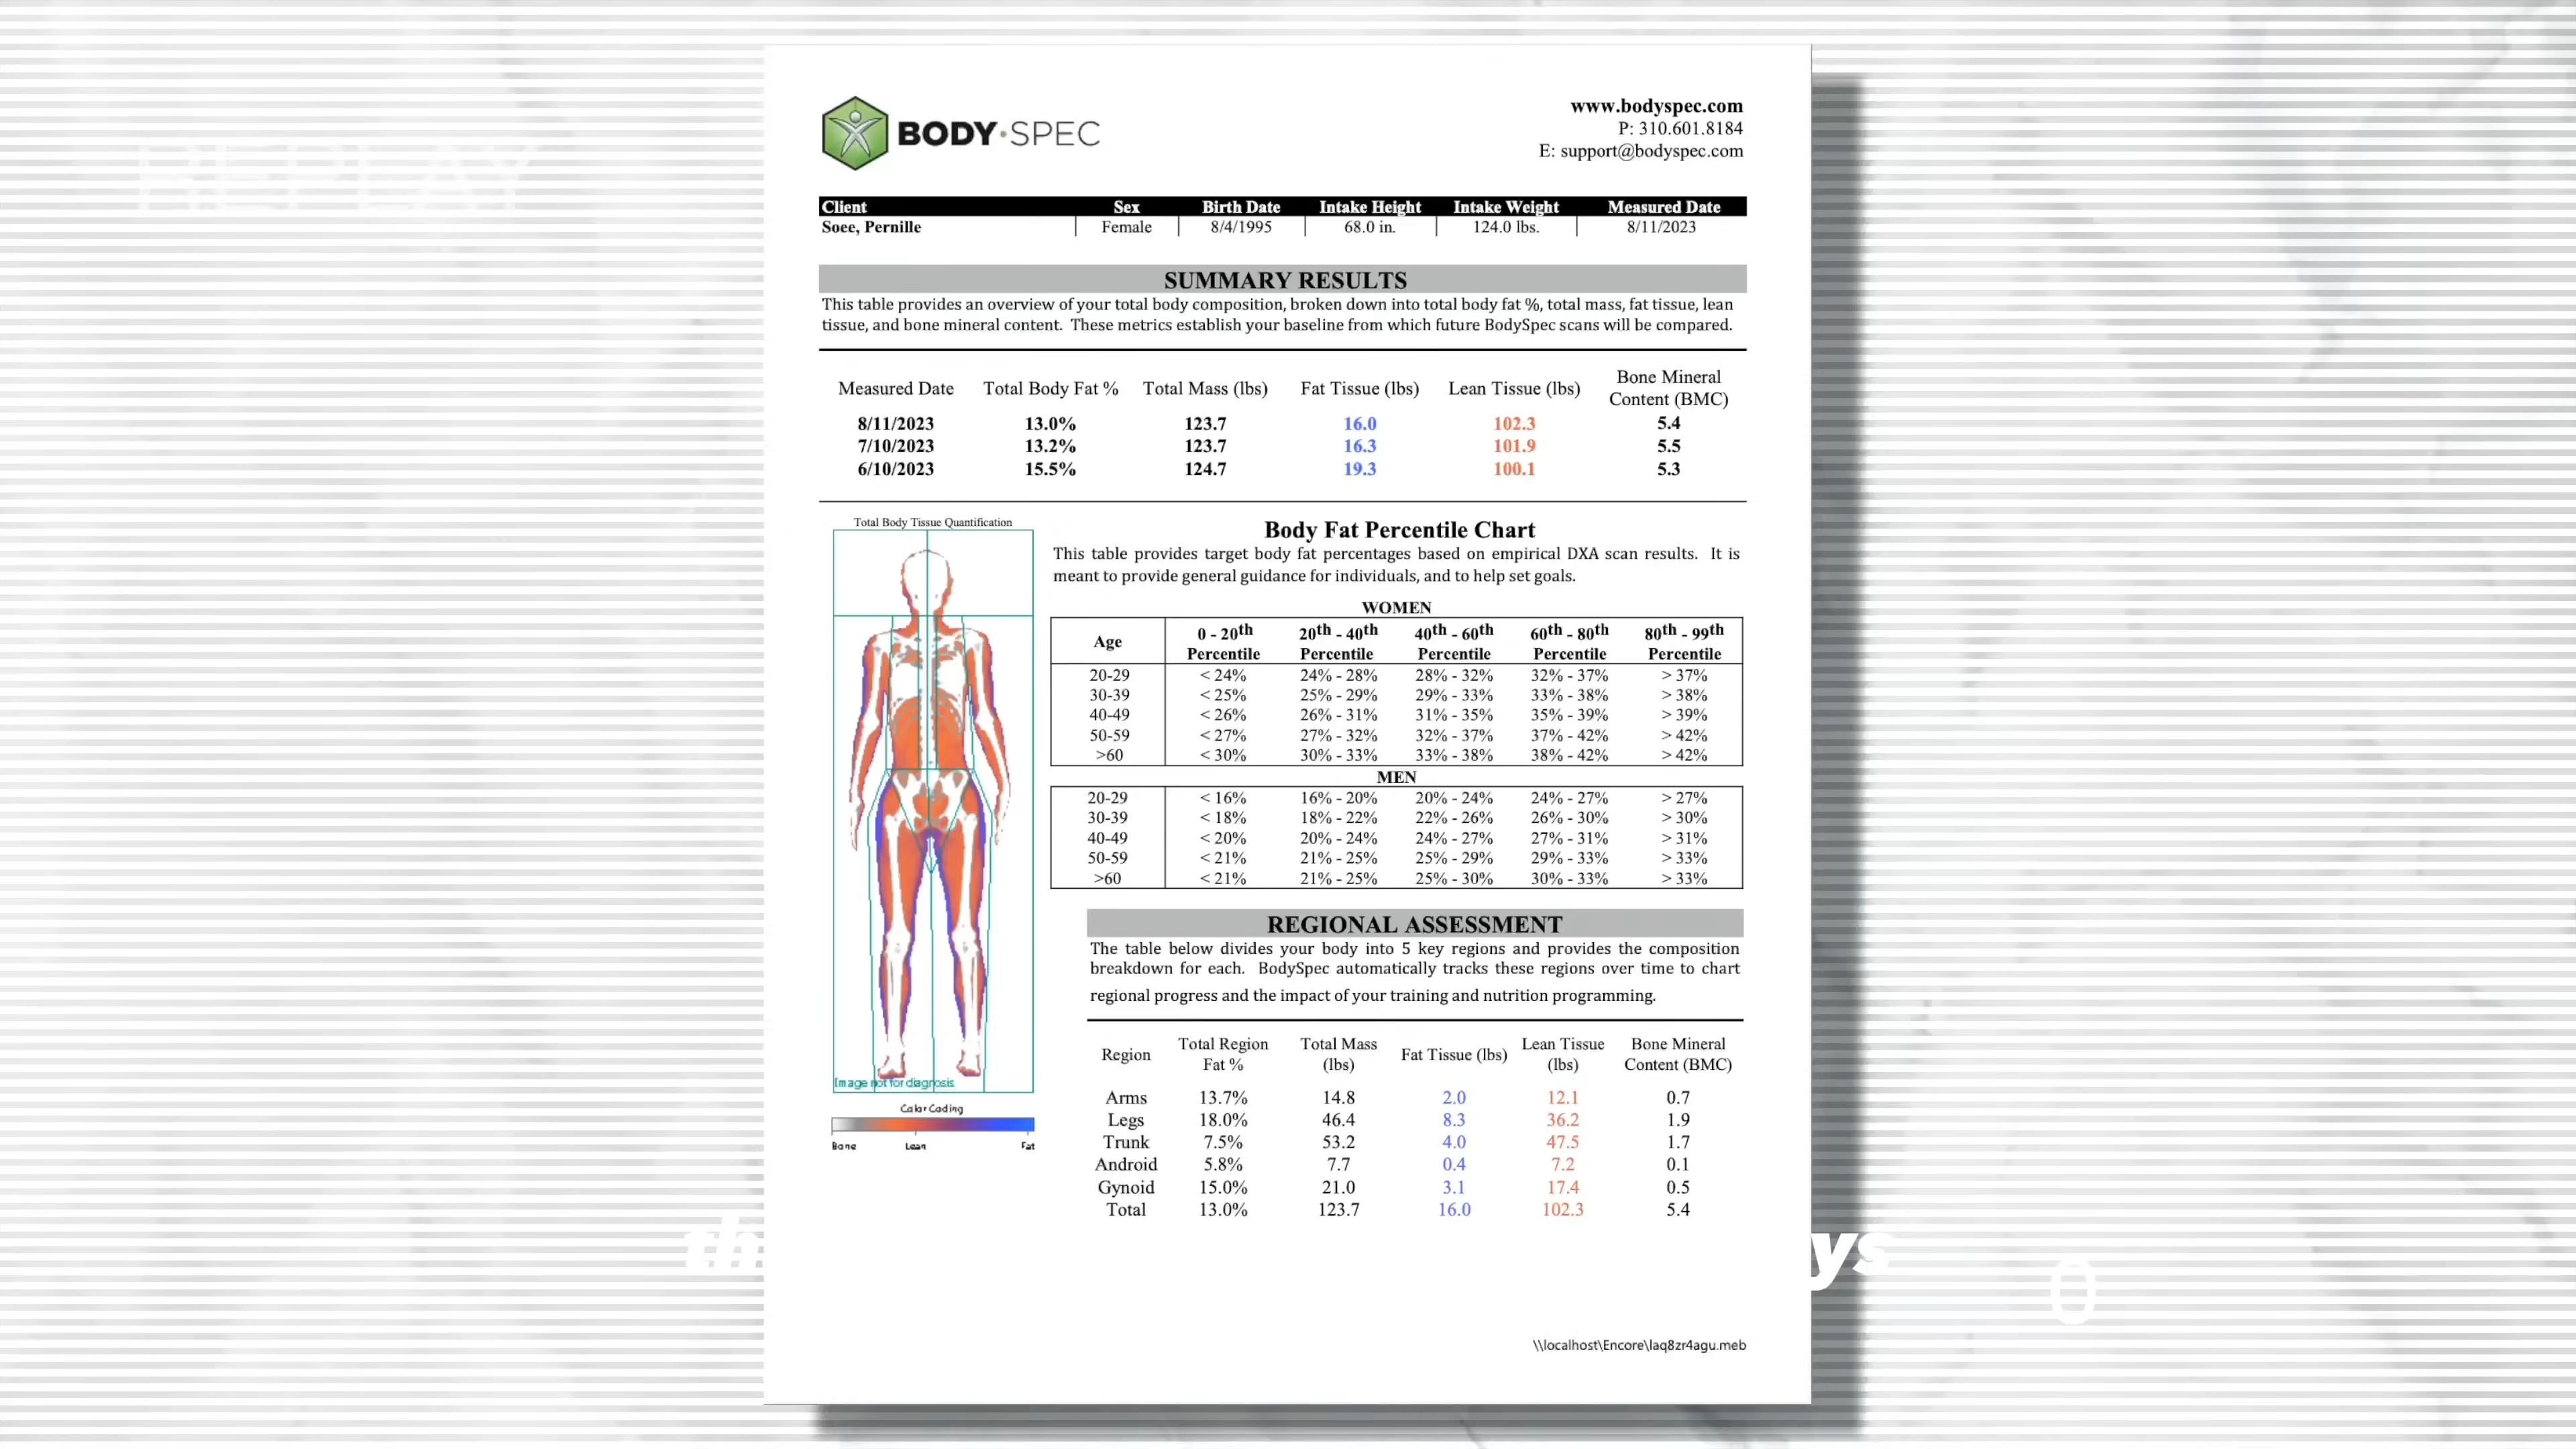 BODY·SPEC
www.bodyspec.com
P: 310.601.8184
E: support@bodyspec.com
Client Sex Birth Date Intake Height Intake Weight Measured Date
Soee, Pernille Female 8/4/1995 68.0 in. 124.0 lbs. 8/11/2023
SUMMARY RESULTS
This table provides an overview of your total body composition, broken down into total body fat %, total mass, fat tissue, lean
tissue, and bone mineral content. These metrics establish your baseline from which future BodySpec scans will be compared.
Measured Date Total Body Fat % Total Mass (lbs) Fat Tissue (lbs) Lean Tissue (lbs) Bone Mineral
Content (BMC)
8/11/2023 13.0% 123.7 16.0 102.3 5.4
7/10/2023 13.2% 123.7 16.3 101.9 5.5
6/10/2023 15.5% 124.7 19.3 100.1 5.3
Total Body Tissue Quantification
Image not for diagnosis
Color Coding
Bone Lean Fat
Body Fat Percentile Chart
This table provides target body fat percentages based on empirical DXA scan results. It is
meant to provide general guidance for individuals, and to help set goals.
WOMEN
Age 0 - 20th 20th - 40th 40th - 60th 60th - 80th 80th - 99th
Percentile Percentile Percentile Percentile Percentile
20-29 < 24% 24% - 28% 28% - 32% 32% - 37% > 37%
30-39 < 25% 25% - 29% 29% - 33% 33% - 38% > 38%
40-49 < 26% 26% - 31% 31% - 35% 35% - 39% > 39%
50-59 < 27% 27% - 32% 32% - 37% 37% - 42% > 42%
>60 < 30% 30% - 33% 33% - 38% 38% - 42% > 42%
MEN
20-29 < 16% 16% - 20% 20% - 24% 24% - 27% > 27%
30-39 < 18% 18% - 22% 22% - 26% 26% - 30% > 30%
40-49 < 20% 20% - 24% 24% - 27% 27% - 31% > 31%
50-59 < 21% 21% - 25% 25% - 29% 29% - 33% > 33%
>60 < 21% 21% - 25% 25% - 30% 30% - 33% > 33%
REGIONAL ASSESSMENT
The table below divides your body into 5 key regions and provides the composition
breakdown for each. BodySpec automatically tracks these regions over time to chart
regional progress and the impact of your training and nutrition programming.
Region Total Region Total Mass Fat Tissue (lbs) Lean Tissue Bone Mineral
Fat % (lbs) (lbs) Content (BMC)
Arms 13.7% 14.8 2.0 12.1 0.7
Legs 18.0% 46.4 8.3 36.2 1.9
Trunk 7.5% 53.2 4.0 47.5 1.7
Android 5.8% 7.7 0.4 7.2 0.1
Gynoid 15.0% 21.0 3.1 17.4 0.5
Total 13.0% 123.7 16.0 102.3 5.4
th
ys
0
\\localhost\Encore\laq8zr4agu.meb